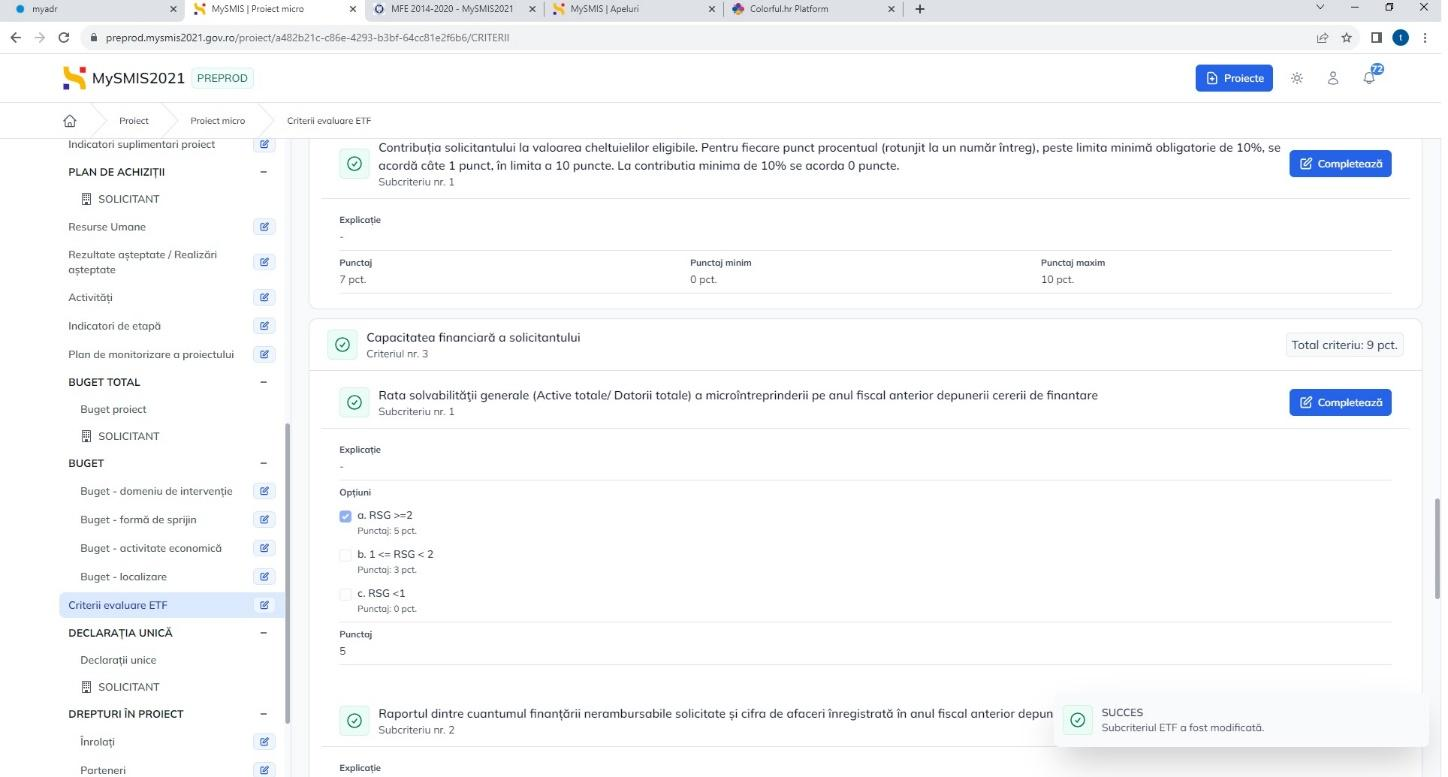 myadr
MySMIS | Proiect micro
MFE 2014-2020 - MySMIS2021
MySMIS | Apeluri
Colorful.hr Platform
preprod.mysmis2021.gov.ro/proiect/a482b21c-c86e-4293-b3bf-64cc81e2f6b6/CRITERII
t
MySMIS2021
PREPROD
Proiecte
72
Proiect
Proiect micro
Criterii evaluare ETF
Indicatori suplimentari proiect
PLAN DE ACHIZIȚII
SOLICITANT
Resurse Umane
Rezultate așteptate / Realizări
așteptate
Activități
Indicatori de etapă
Plan de monitorizare a proiectului
BUGET TOTAL
Buget proiect
SOLICITANT
BUGET
Buget - domeniu de intervenție
Buget - formă de sprijin
Buget - activitate economică
Buget - localizare
Criterii evaluare ETF
DECLARAȚIA UNICĂ
Declarații unice
SOLICITANT
DREPTURI ÎN PROIECT
Înrolați
Parteneri
Contribuția solicitantului la valoarea cheltuielilor eligibile. Pentru fiecare punct procentual (rotunjit la un număr întreg), peste limita minimă obligatorie de 10%, se
acordă câte 1 punct, în limita a 10 puncte. La contributia minima de 10% se acorda 0 puncte.
Subcriteriu nr. 1
Completează
Explicație
-
Punctaj
Punctaj minim
Punctaj maxim
7 pct.
0 pct.
10 pct.
Capacitatea financiară a solicitantului
Criteriul nr. 3
Total criteriu: 9 pct.
Rata solvabilităţii generale (Active totale/ Datorii totale) a microîntreprinderii pe anul fiscal anterior depunerii cererii de finantare
Subcriteriu nr. 1
Completează
Explicație
-
Opțiuni
a. RSG >=2
Punctaj: 5 pct.
b. 1 <= RSG < 2
Punctaj: 3 pct.
c. RSG <1
Punctaj: 0 pct.
Punctaj
5
Raportul dintre cuantumul finanțării nerambursabile solicitate și cifra de afaceri înregistrată în anul fiscal anterior depun
Subcriteriu nr. 2
Explicație
SUCCES
Subcriteriul ETF a fost modificată.